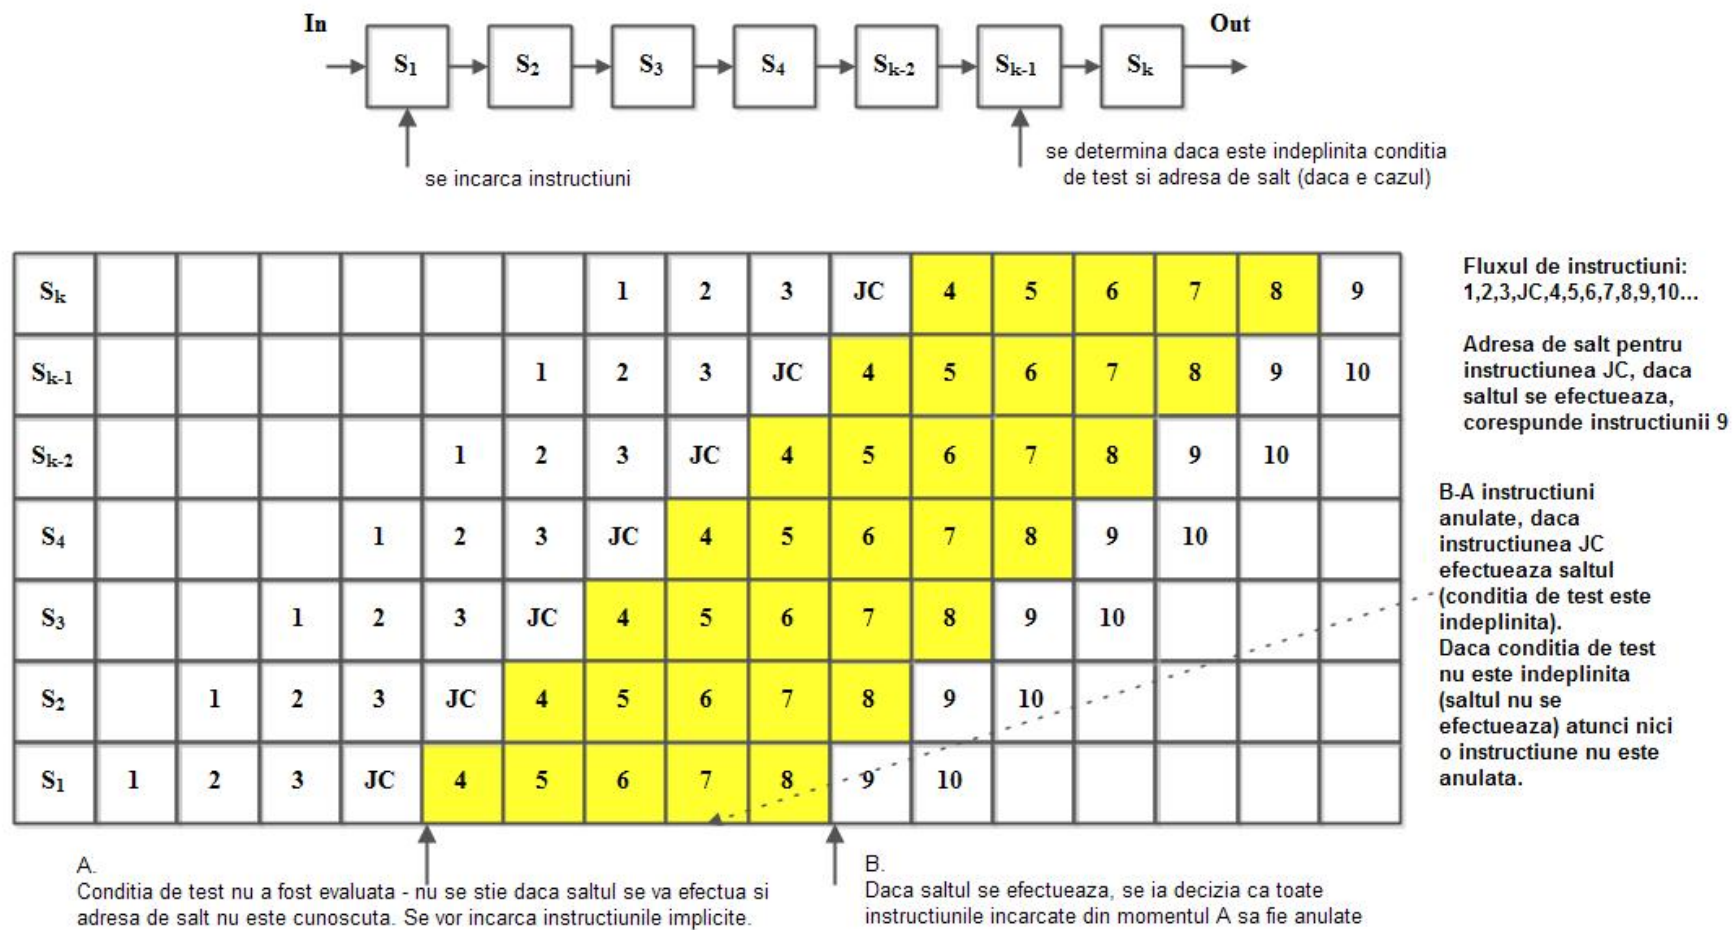 In
Out
S1
S2
S3
S4
Sk-2
Sk-1
Sk
se incarca instructiuni
se determina daca este indeplinita conditia
de test si adresa de salt (daca e cazul)
Sk 1 2 3 JC 4 5 6 7 8 9
Sk-1 1 2 3 JC 4 5 6 7 8 9 10
Sk-2 1 2 3 JC 4 5 6 7 8 9 10
S4 1 2 3 JC 4 5 6 7 8 9 10
S3 1 2 3 JC 4 5 6 7 8 9 10
S2 1 2 3 JC 4 5 6 7 8 9 10
S1 1 2 3 JC 4 5 6 7 8 9 10
Fluxul de instructiuni:
1,2,3,JC,4,5,6,7,8,9,10...
Adresa de salt pentru
instructiunea JC, daca
saltul se efectueaza,
corespunde instructiunii 9
B-A instructiuni
anulate, daca
instructiunea JC
efectueaza saltul
(conditia de test este
indeplinita).
Daca conditia de test
nu este indeplinita
(saltul nu se
efectueaza) atunci nici
o instructiune nu este
anulata.
A.
Conditia de test nu a fost evaluata - nu se stie daca saltul se va efectua si
adresa de salt nu este cunoscuta. Se vor incarca instructiunile implicite.
B.
Daca saltul se efectueaza, se ia decizia ca toate
instructiunile incarcate din momentul A sa fie anulate